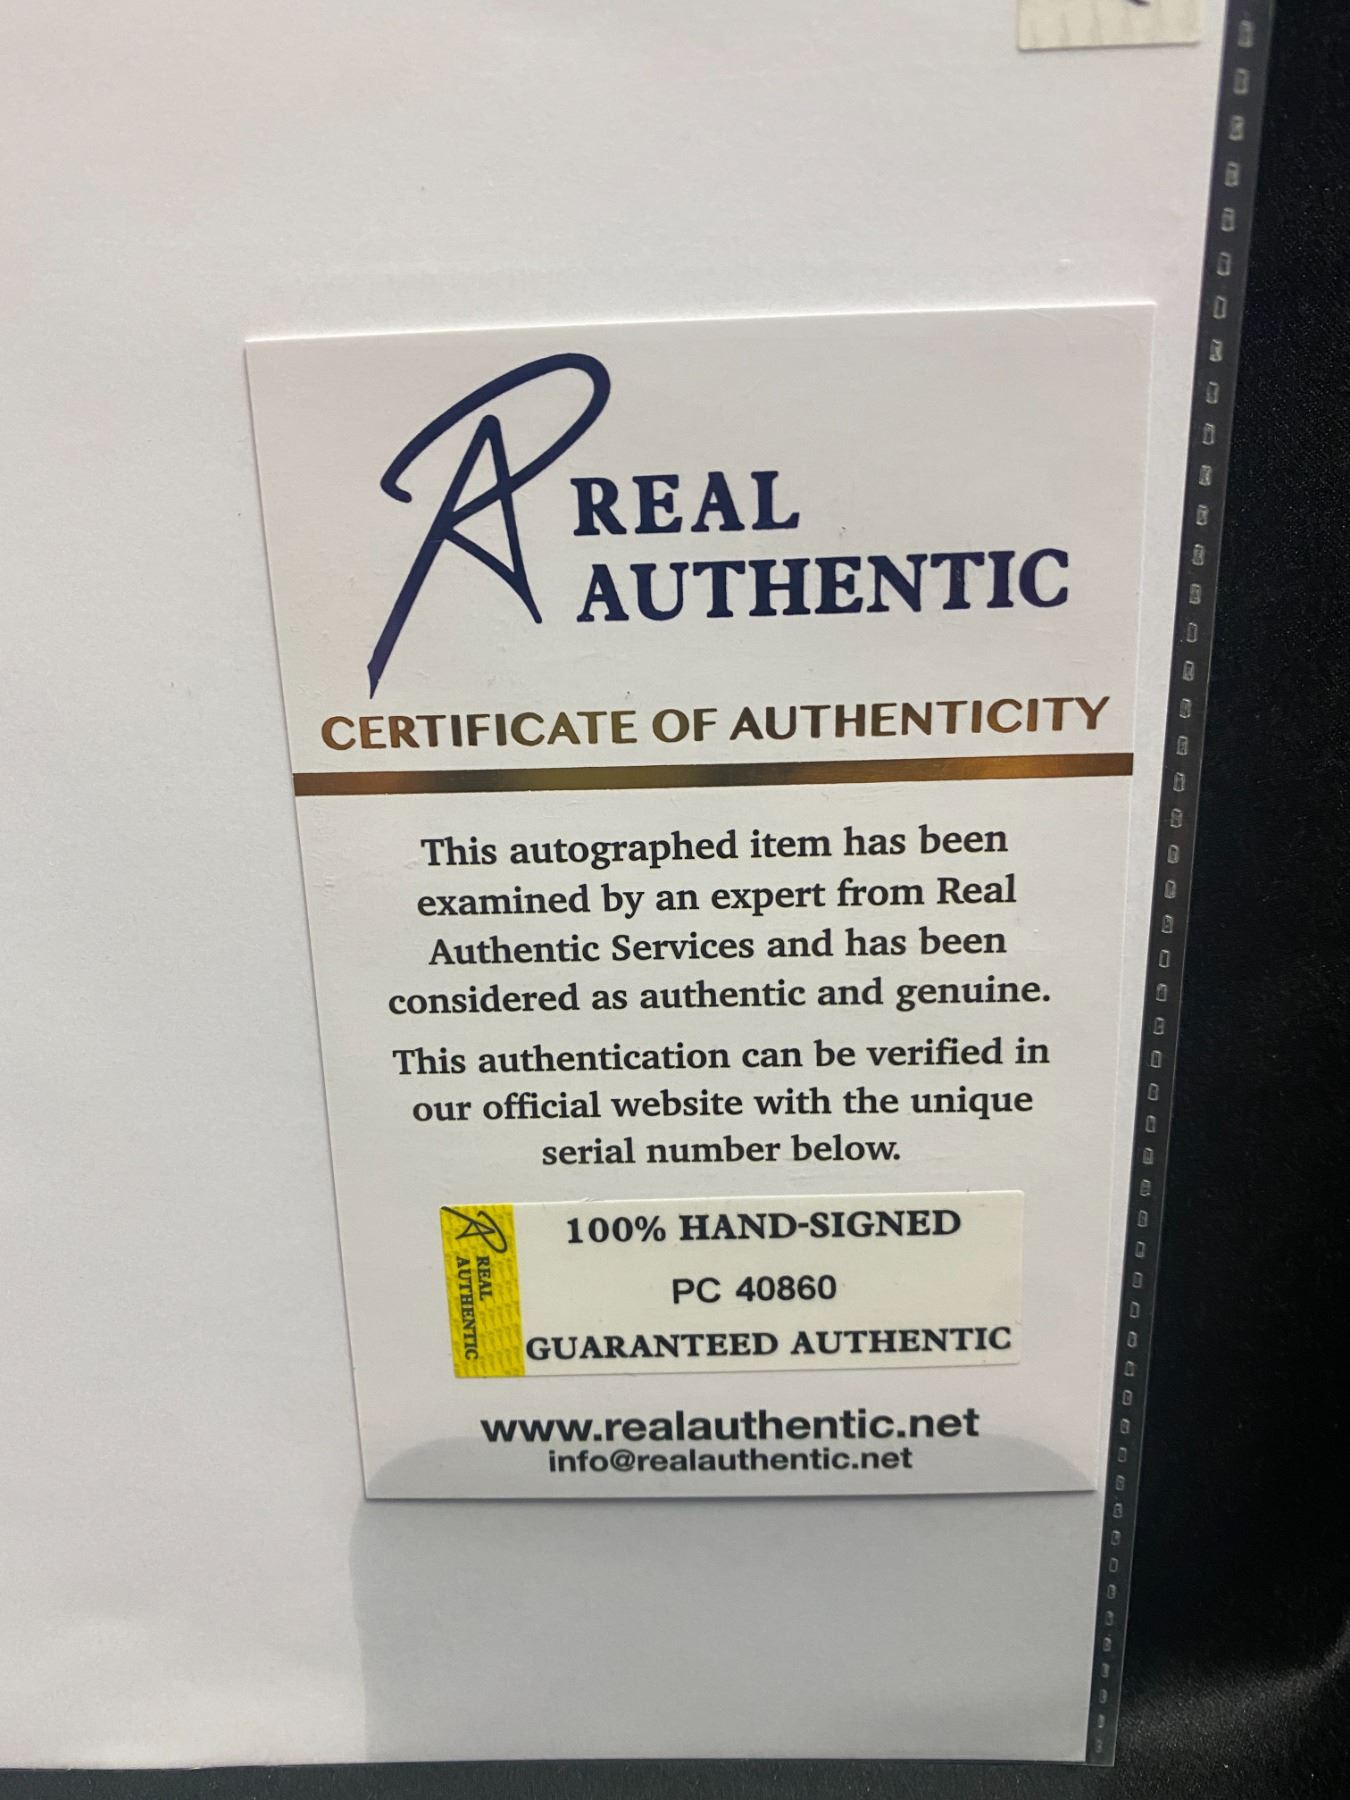 REAL
AUTHENTIC
CERTIFICATE OF AUTHENTICITY
This autographed item has been
examined by an expert from Real
Authentic Services and has been
considered as authentic and genuine.
This authentication can be verified in
our official website with the unique
serial number below.
REAL
AUTHENTIC
100% HAND-SIGNED
PC 40860
GUARANTEED AUTHENTIC
www.realauthentic.net
info@realauthentic.net